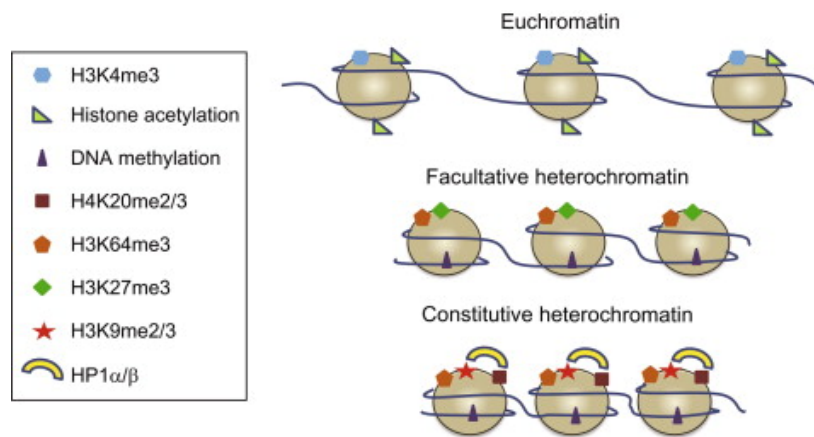 Euchromatin
H3K4me3
Histone acetylation
DNA methylation
H4K20me2/3
H3K64me3
H3K27me3
H3K9me2/3
HP1α/β
Facultative heterochromatin
Constitutive heterochromatin